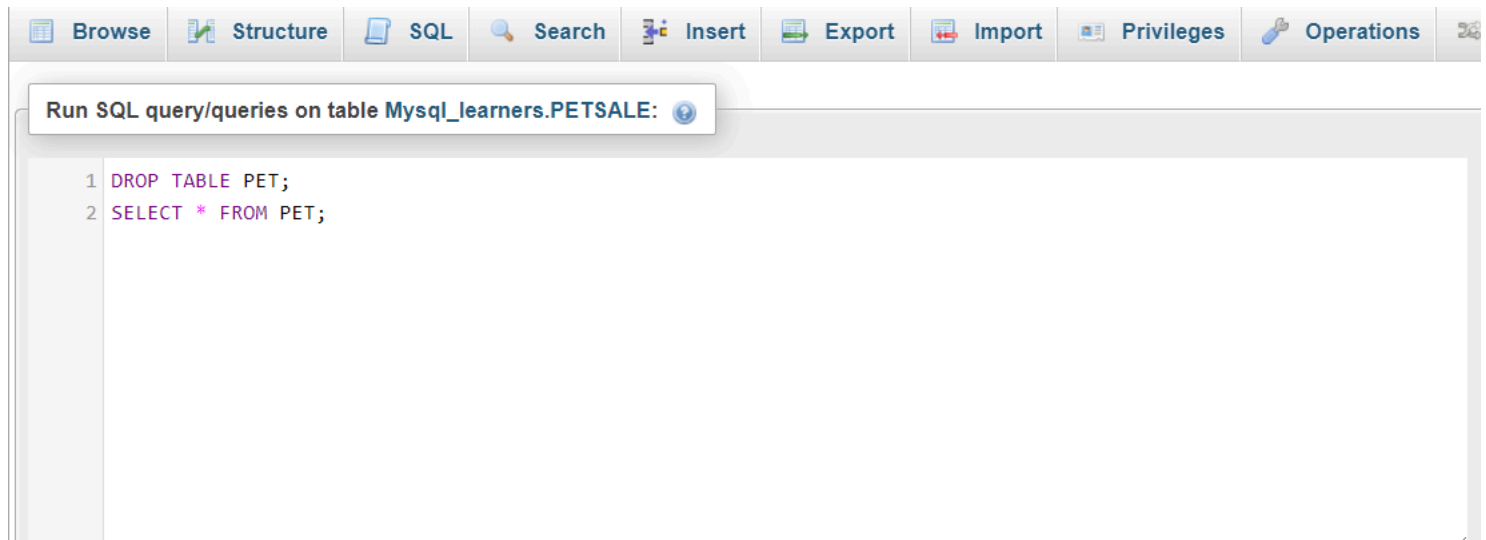 Browse Structure SQL Search Insert Export Import Privileges Operations
Run SQL query/queries on table Mysql_learners.PETSALE:
1 DROP TABLE PET;
2 SELECT * FROM PET;